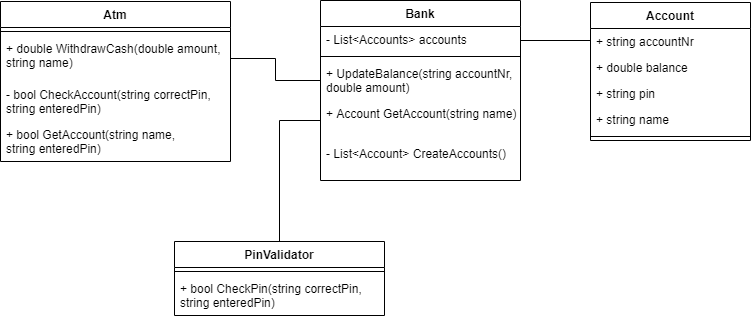 Atm
+ double WithdrawCash(double amount,
string name)
- bool CheckAccount(string correctPin,
string enteredPin)
+ bool GetAccount(string name,
string enteredPin)
Bank
- List<Accounts> accounts
+ UpdateBalance(string accountNr,
double amount)
+ Account GetAccount(string name)
- List<Account> CreateAccounts()
Account
+ string accountNr
+ double balance
+ string pin
+ string name
PinValidator
+ bool CheckPin(string correctPin,
string enteredPin)